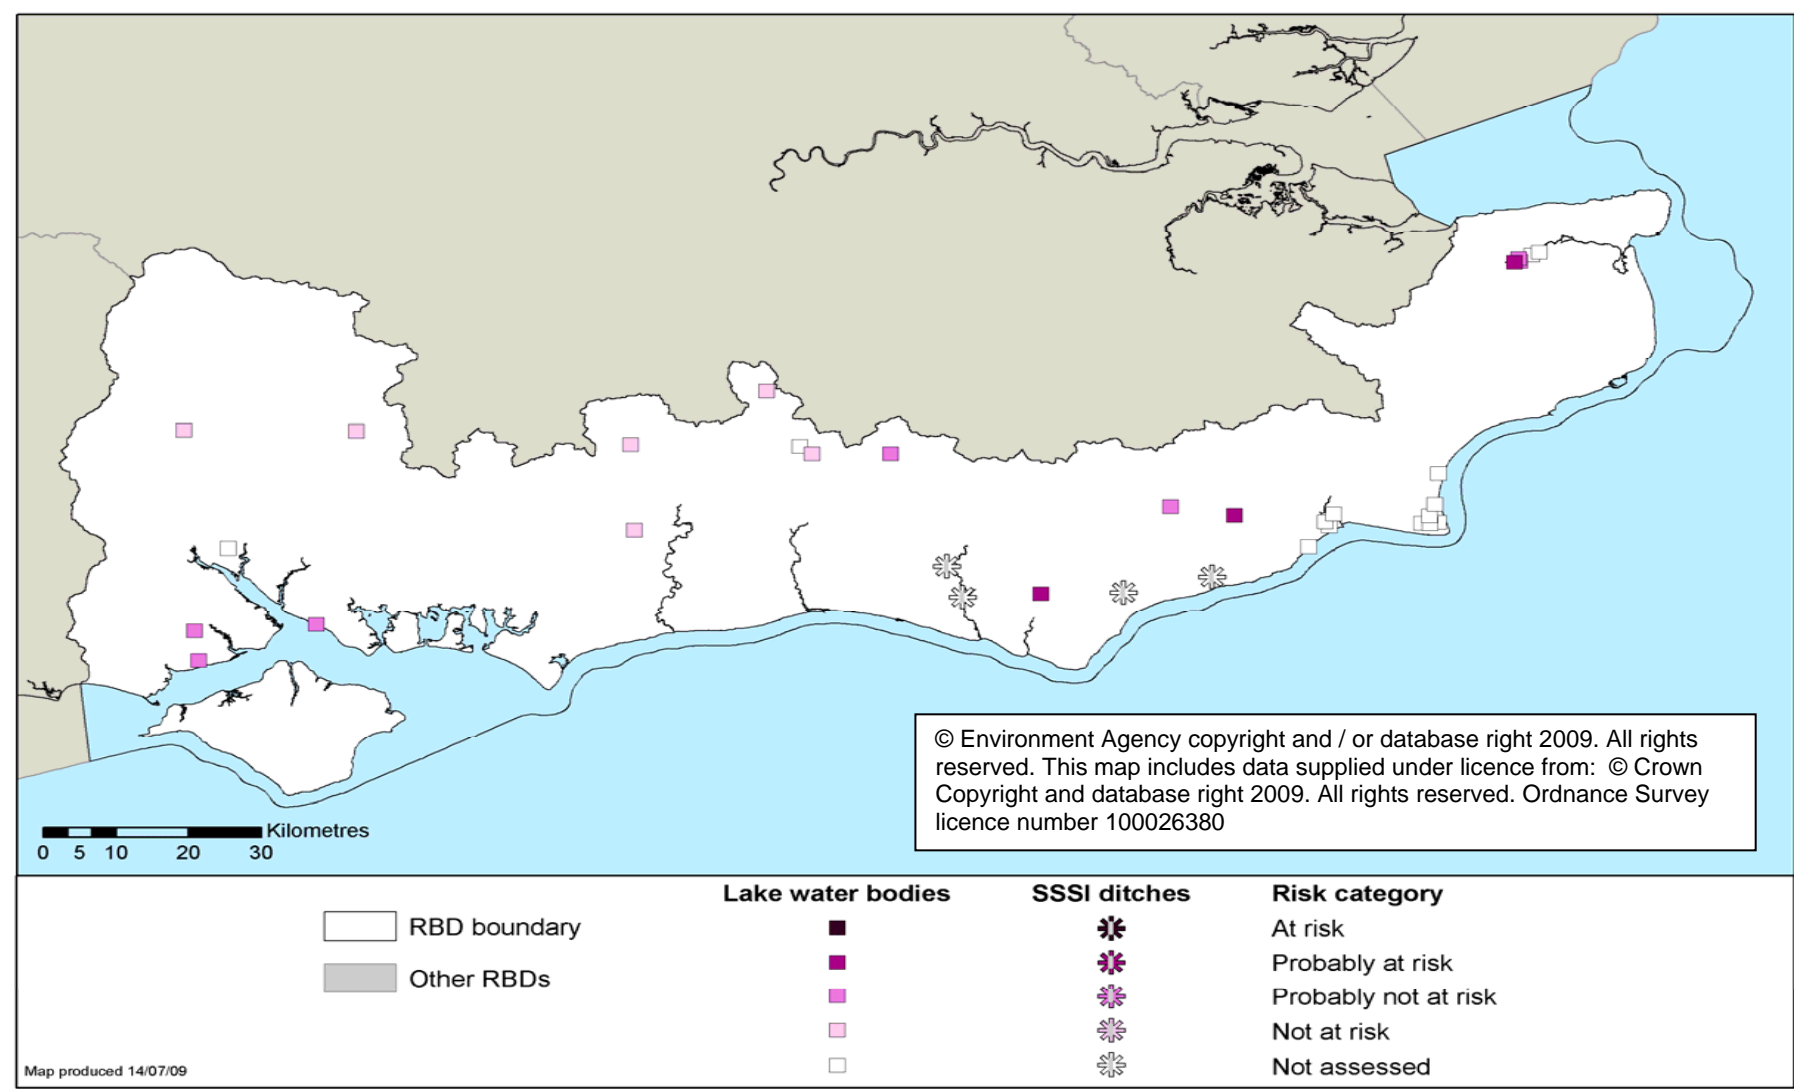 © Environment Agency copyright and / or database right 2009. All rights
reserved. This map includes data supplied under licence from:  © Crown
Copyright and database right 2009. All rights reserved. Ordnance Survey
licence number 100026380
Kilometres
0 5 10 20 30
Lake water bodies SSSI ditches Risk category
RBD boundary
Other RBDs
At risk
Probably at risk
Probably not at risk
Not at risk
Not assessed
Map produced 14/07/09